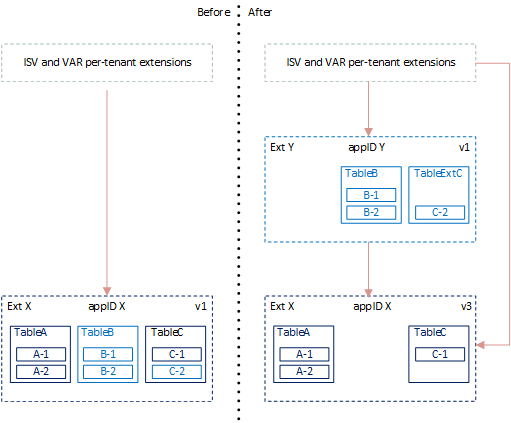 Before
After
ISV and VAR per-tenant extensions
ISV and VAR per-tenant extensions
Ext Y appID Y v1
TableB TableExtC
B-1
B-2 C-2
Ext X appID X v1
TableA TableB TableC
A-1 B-1 C-1
A-2 B-2 C-2
Ext X appID X v3
TableA TableC
A-1 C-1
A-2